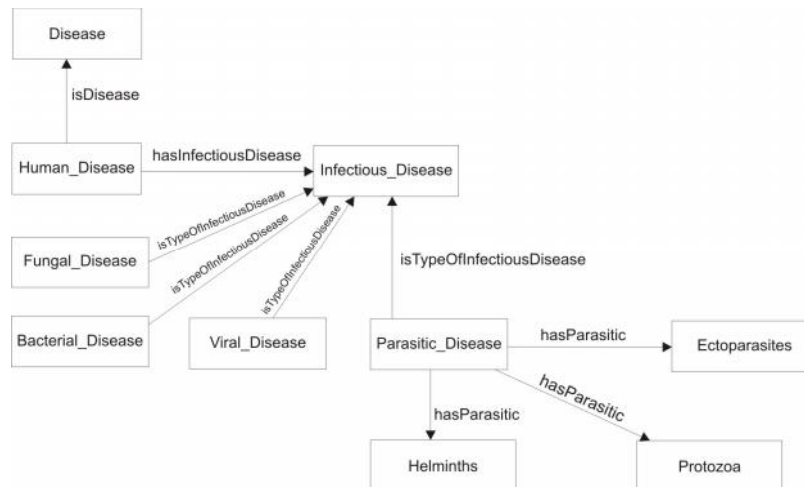 Disease
isDisease
Human_Disease
hasInfectiousDisease
Infectious_Disease
isTypeOfInfectiousDisease
Fungal_Disease
isTypeOfInfectiousDisease
isTypeOfInfectiousDisease
isTypeOfInfectiousDisease
Bacterial_Disease
Viral_Disease
Parasitic_Disease
hasParasitic
Ectoparasites
hasParasitic
hasParasitic
Helminths
Protozoa